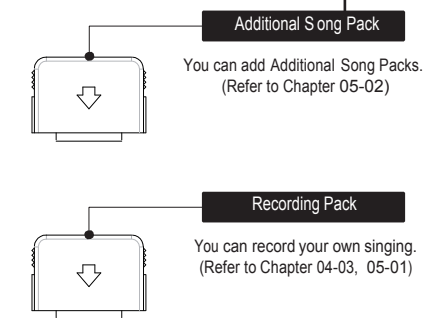 Additional Song Pack
You can add Additional Song Packs.
(Refer to Chapter 05-02)
Recording Pack
You can record your own singing.
(Refer to Chapter 04-03, 05-01)